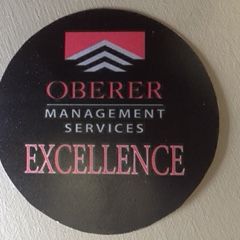 OBERER
MANAGEMENT
SERVICES
EXCELLENCE